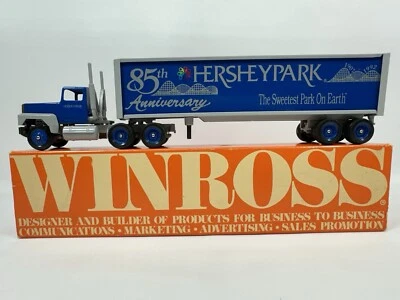 85th HERSHEYPARK
Anniversary The Sweetest Park On Earth
WINROSS®
DESIGNER AND BUILDER OF PRODUCTS FOR BUSINESS TO BUSINESS
COMMUNICATIONS • MARKETING • ADVERTISING • SALES PROMOTION